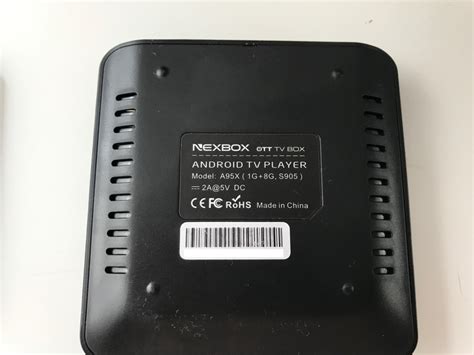 NEXBOX OTT TV BOX
ANDROID TV PLAYER
Model: A95X ( 1G+8G, S905 )
⎓ 2A@5V DC
CE FC RoHS Made in China